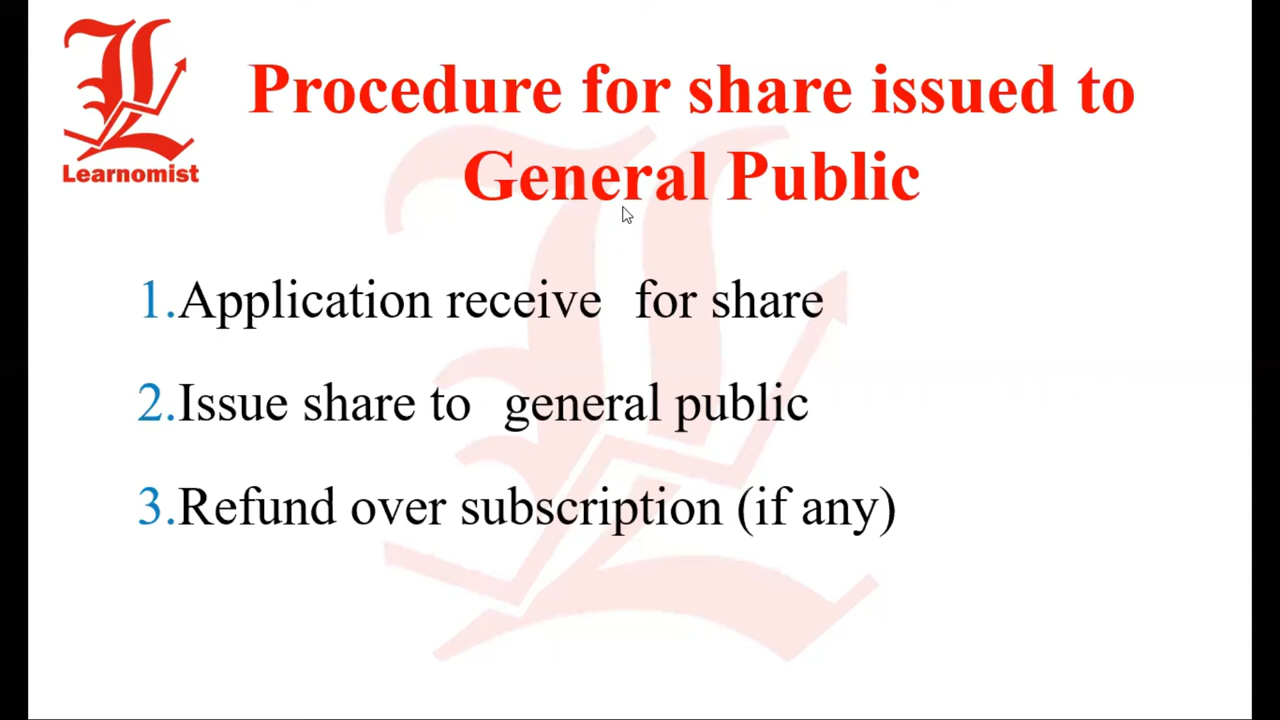 Learnomist
Procedure for share issued to
General Public
1.Application receive for share
2.Issue share to general public
3.Refund over subscription (if any)